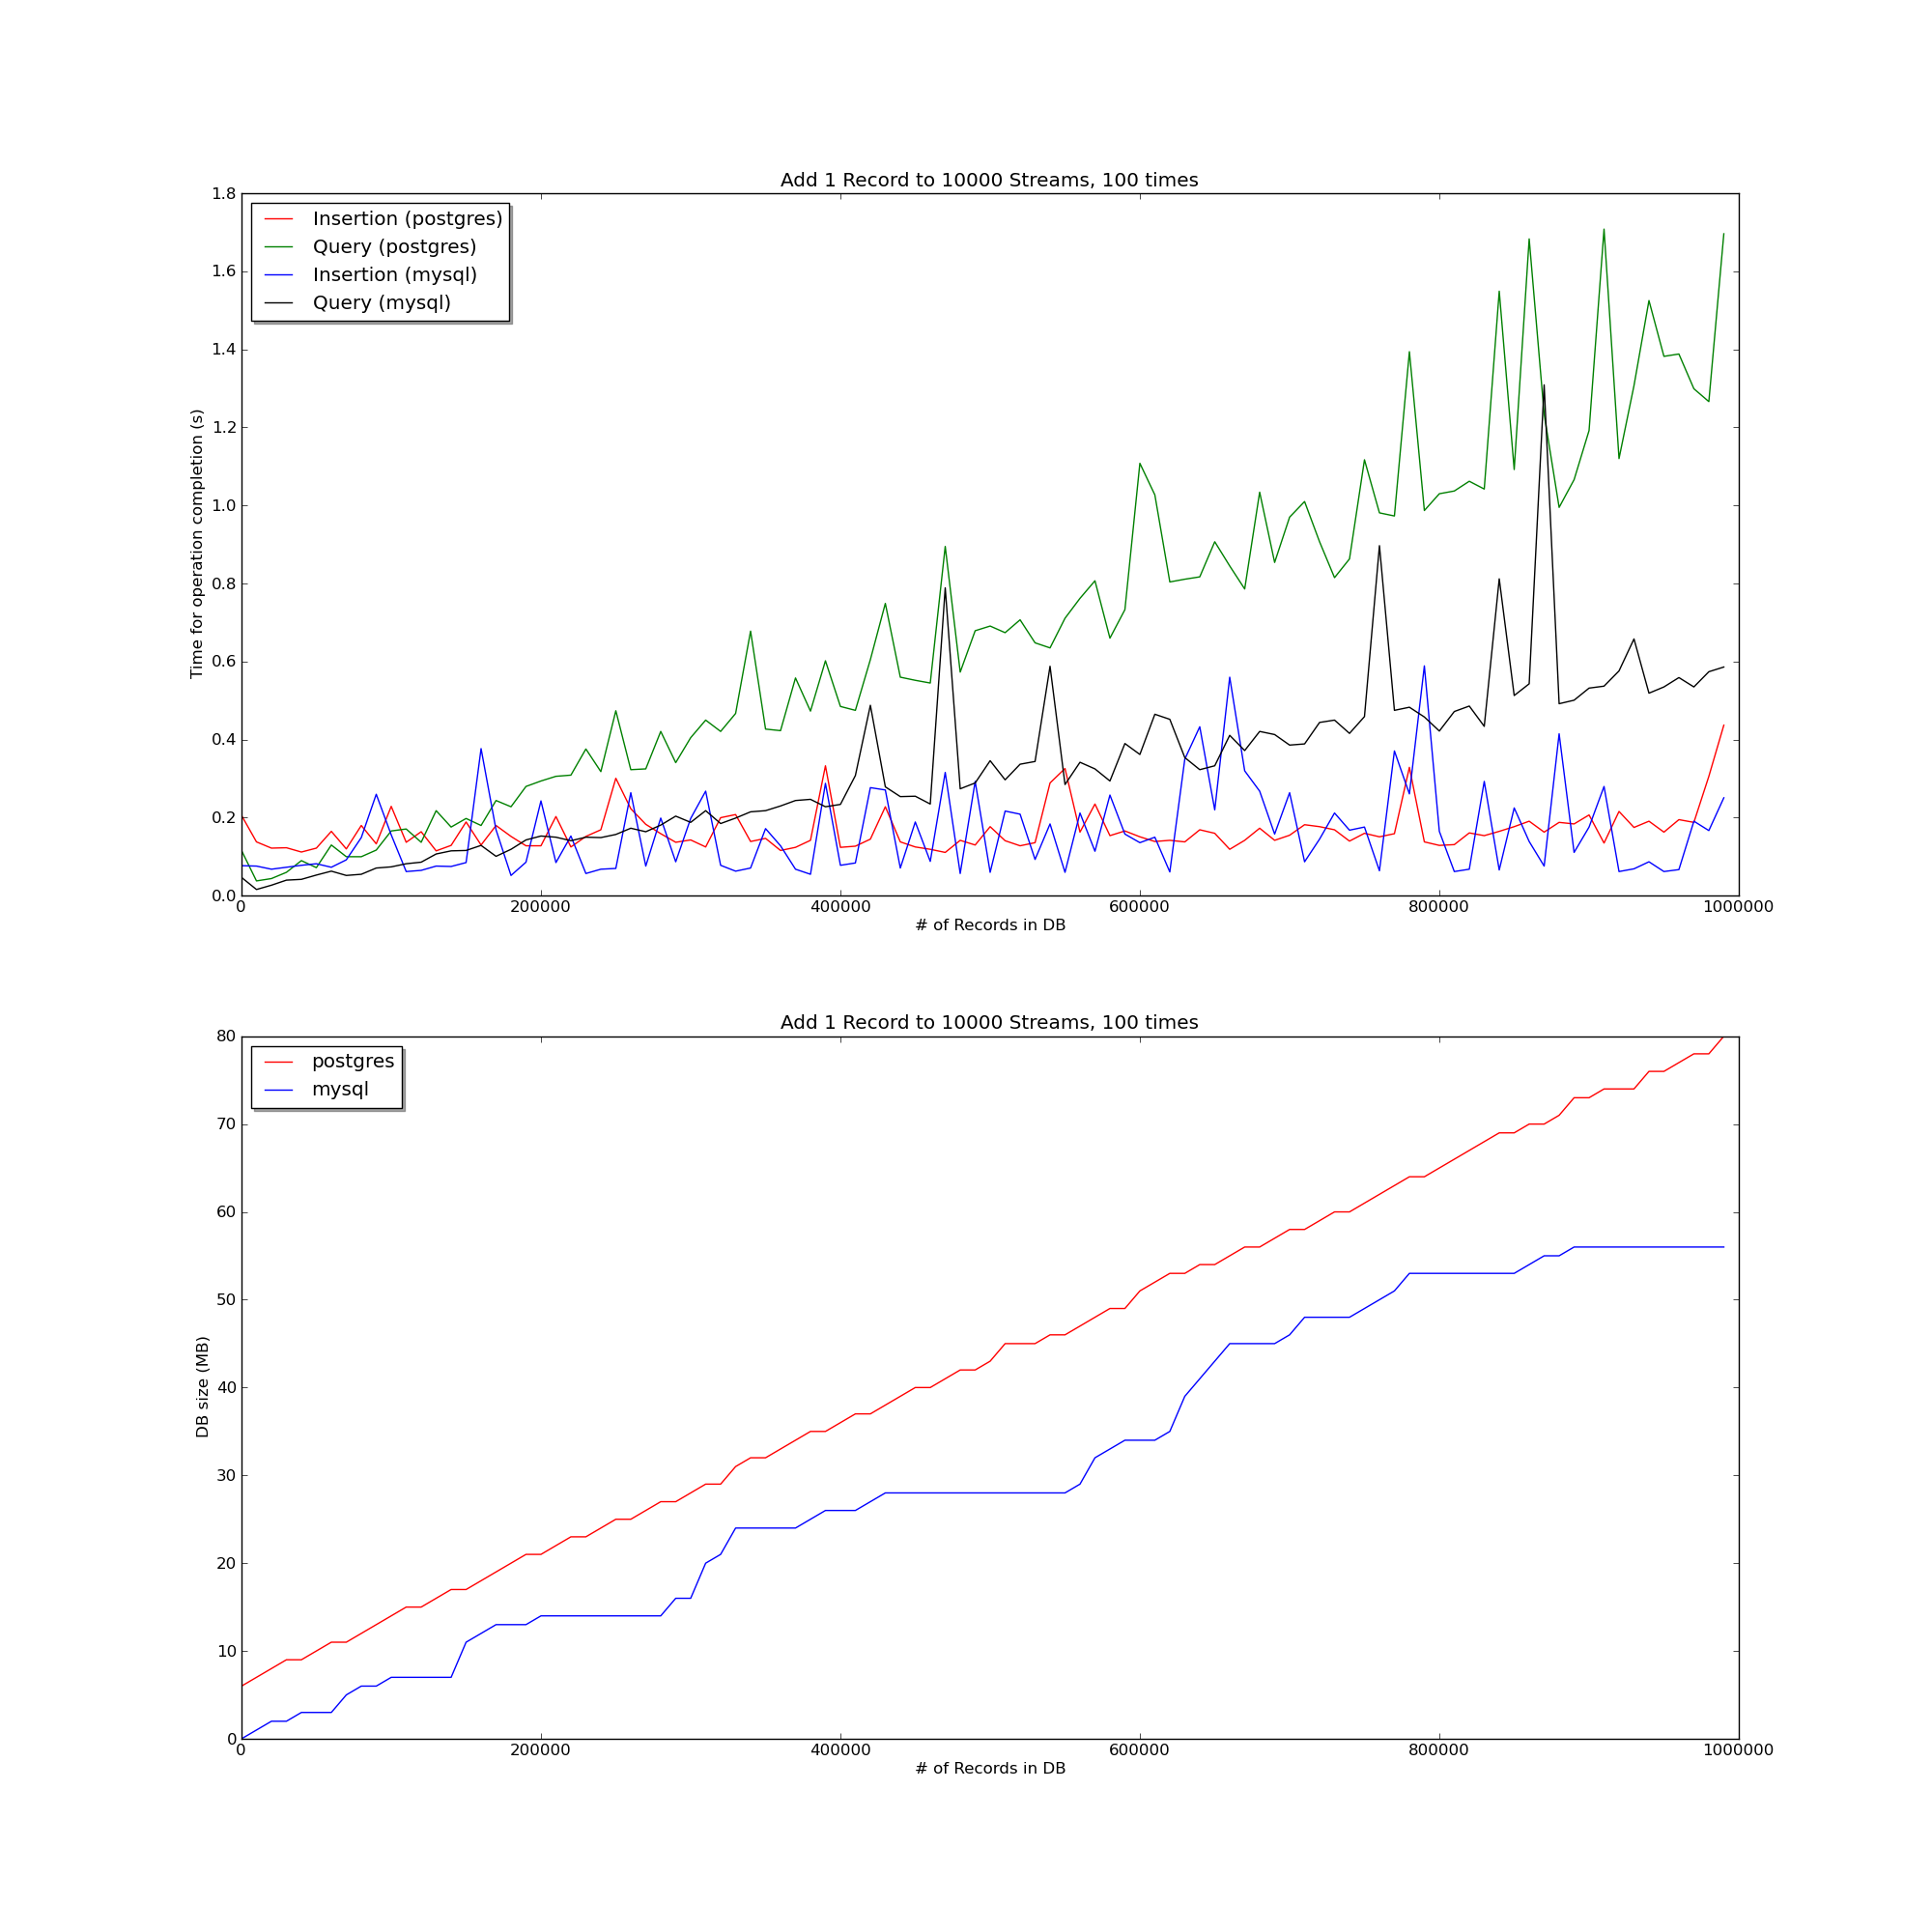 Add 1 Record to 10000 Streams, 100 times
1.8
1.6
1.4
1.2
1.0
0.8
0.6
0.4
0.2
0.0
Time for operation completion (s)
Insertion (postgres)
Query (postgres)
Insertion (mysql)
Query (mysql)
0 200000 400000 600000 800000 1000000
# of Records in DB
Add 1 Record to 10000 Streams, 100 times
80
70
60
50
40
30
20
10
0
DB size (MB)
postgres
mysql
0 200000 400000 600000 800000 1000000
# of Records in DB